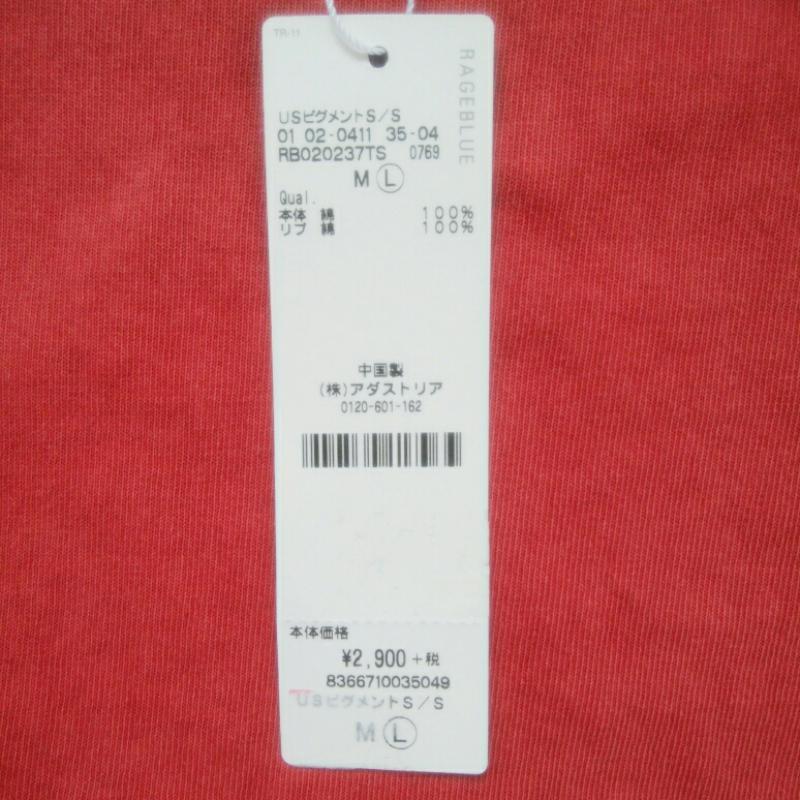 TR-11
RAGEBLUE
USピグメントS/S
01 02-0411 35-04
RB020237TS 0769
M Ⓛ
Qual.
本体 綿 100%
リブ 綿 100%
中国製
(株)アダストリア
0120-601-162
本体価格
¥2,900+税
8366710035049
USピグメントS/S
M Ⓛ